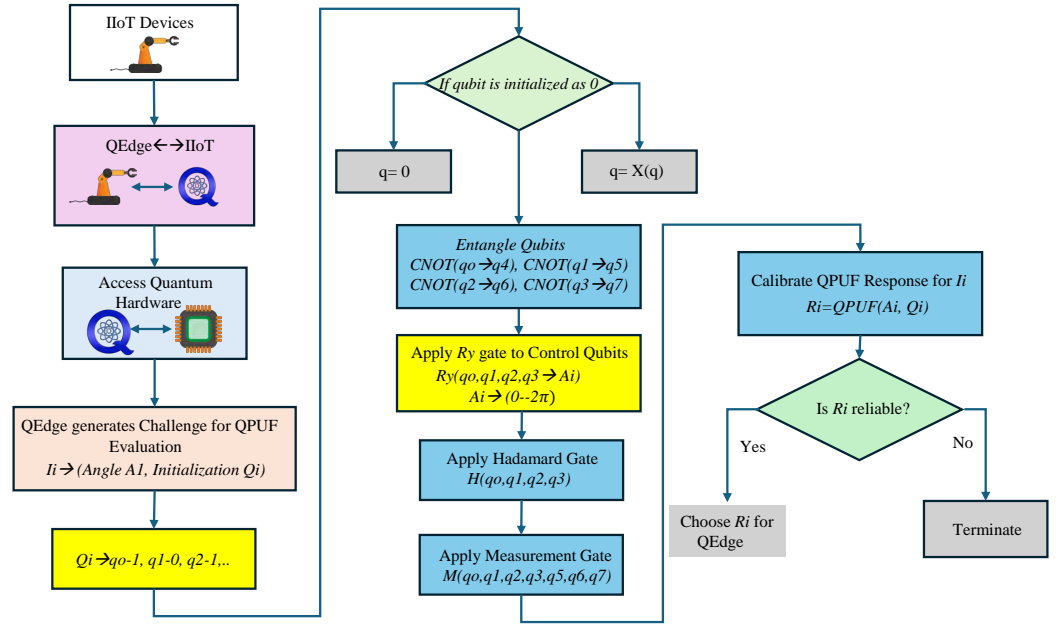 IIoT Devices
QEdge←→IIoT
Access Quantum
Hardware
QEdge generates Challenge for QPUF
Evaluation
Ii→ (Angle A1, Initialization Qi)
Qi→qo-1, q1-0, q2-1,..
If qubit is initialized as 0
q= 0
q= X(q)
Entangle Qubits
CNOT(qo→q4), CNOT(q1→q5)
CNOT(q2→q6), CNOT(q3→q7)
Apply Ry gate to Control Qubits
Ry(qo,q1,q2,q3→ Ai)
Ai→ (0--2π)
Apply Hadamard Gate
H(qo,q1,q2,q3)
Apply Measurement Gate
M(qo,q1,q2,q3,q5,q6,q7)
Calibrate QPUF Response for Ii
Ri=QPUF(Ai, Qi)
Is Ri reliable?
Yes
No
Choose Ri for
QEdge
Terminate